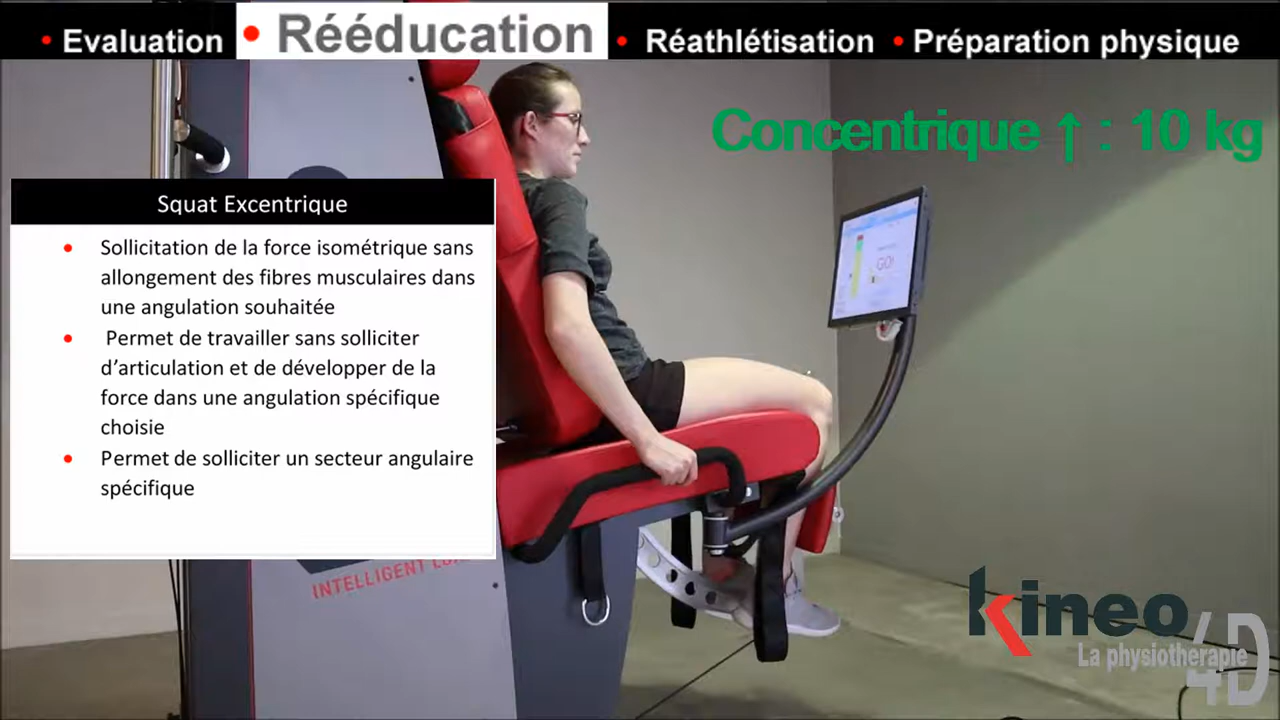 • Evaluation • Rééducation • Réathlétisation • Préparation physique
Concentrique ↑ : 10 kg
Squat Excentrique
• Sollicitation de la force isométrique sans
allongement des fibres musculaires dans
une angulation souhaitée
• Permet de travailler sans solliciter
d'articulation et de développer de la
force dans une angulation spécifique
choisie
• Permet de solliciter un secteur angulaire
spécifique
GO!
INTELLIGENT
kineo
La physiothérapie
4D